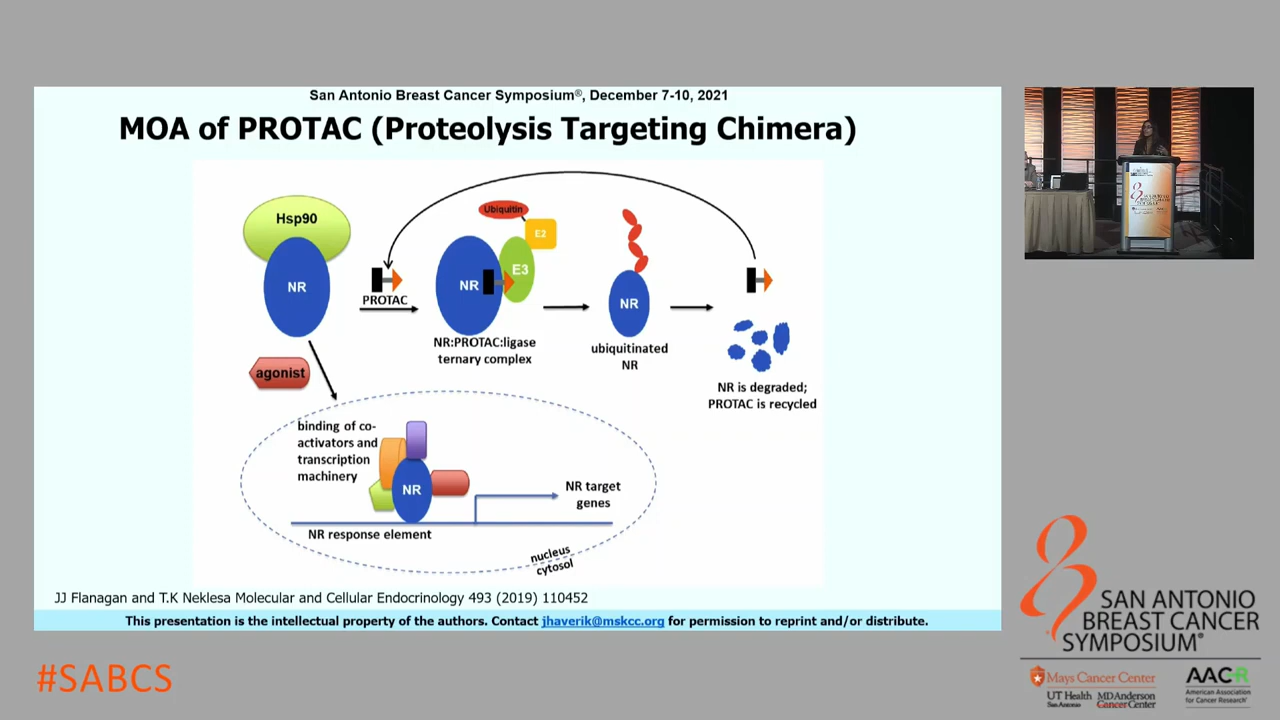 San Antonio Breast Cancer Symposium®, December 7-10, 2021
MOA of PROTAC (Proteolysis Targeting Chimera)
Hsp90
NR
agonist
PROTAC
Ubiquitin
E2
E3
NR
NR:PROTAC:ligase
ternary complex
NR
ubiquitinated
NR
NR is degraded;
PROTAC is recycled
binding of co-
activators and
transcription
machinery
NR
NR target
genes
NR response element
nucleus
cytosol
JJ Flanagan and T.K Neklesa Molecular and Cellular Endocrinology 493 (2019) 110452
This presentation is the intellectual property of the authors. Contact jhaverik@mskcc.org for permission to reprint and/or distribute.
#SABCS
SAN ANTONIO
BREAST CANCER
SYMPOSIUM®
Mays Cancer Center
UT Health
San Antonio
MD Anderson
Cancer Center
AACR
American Association
for Cancer Research®